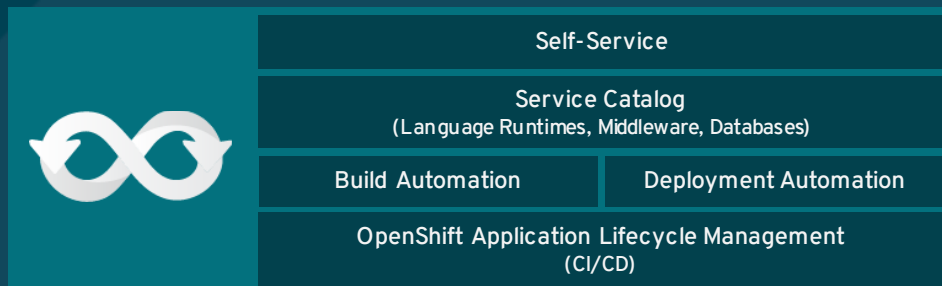 Self-Service
Service Catalog
(Language Runtimes, Middleware, Databases)
Build Automation
Deployment Automation
OpenShift Application Lifecycle Management
(CI/CD)